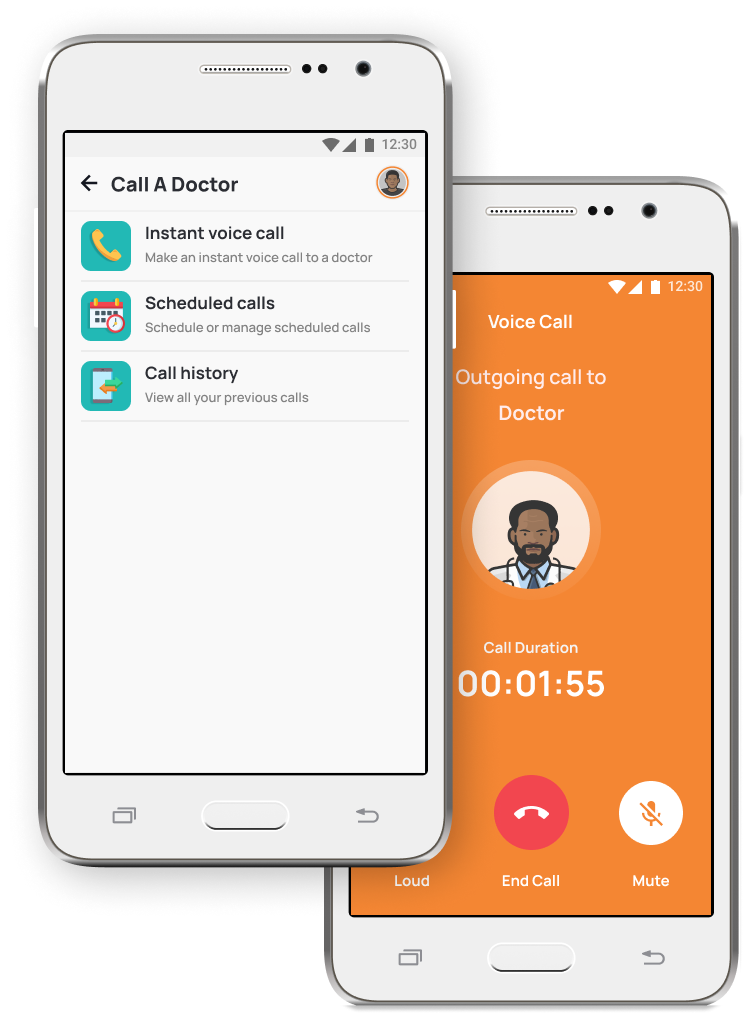 12:30
Call A Doctor
Instant voice call
Make an instant voice call to a doctor
Scheduled calls
Schedule or manage scheduled calls
Call history
View all your previous calls
12:30
Voice Call
Outgoing call to
Doctor
Call Duration
00:01:55
Loud
End Call
Mute